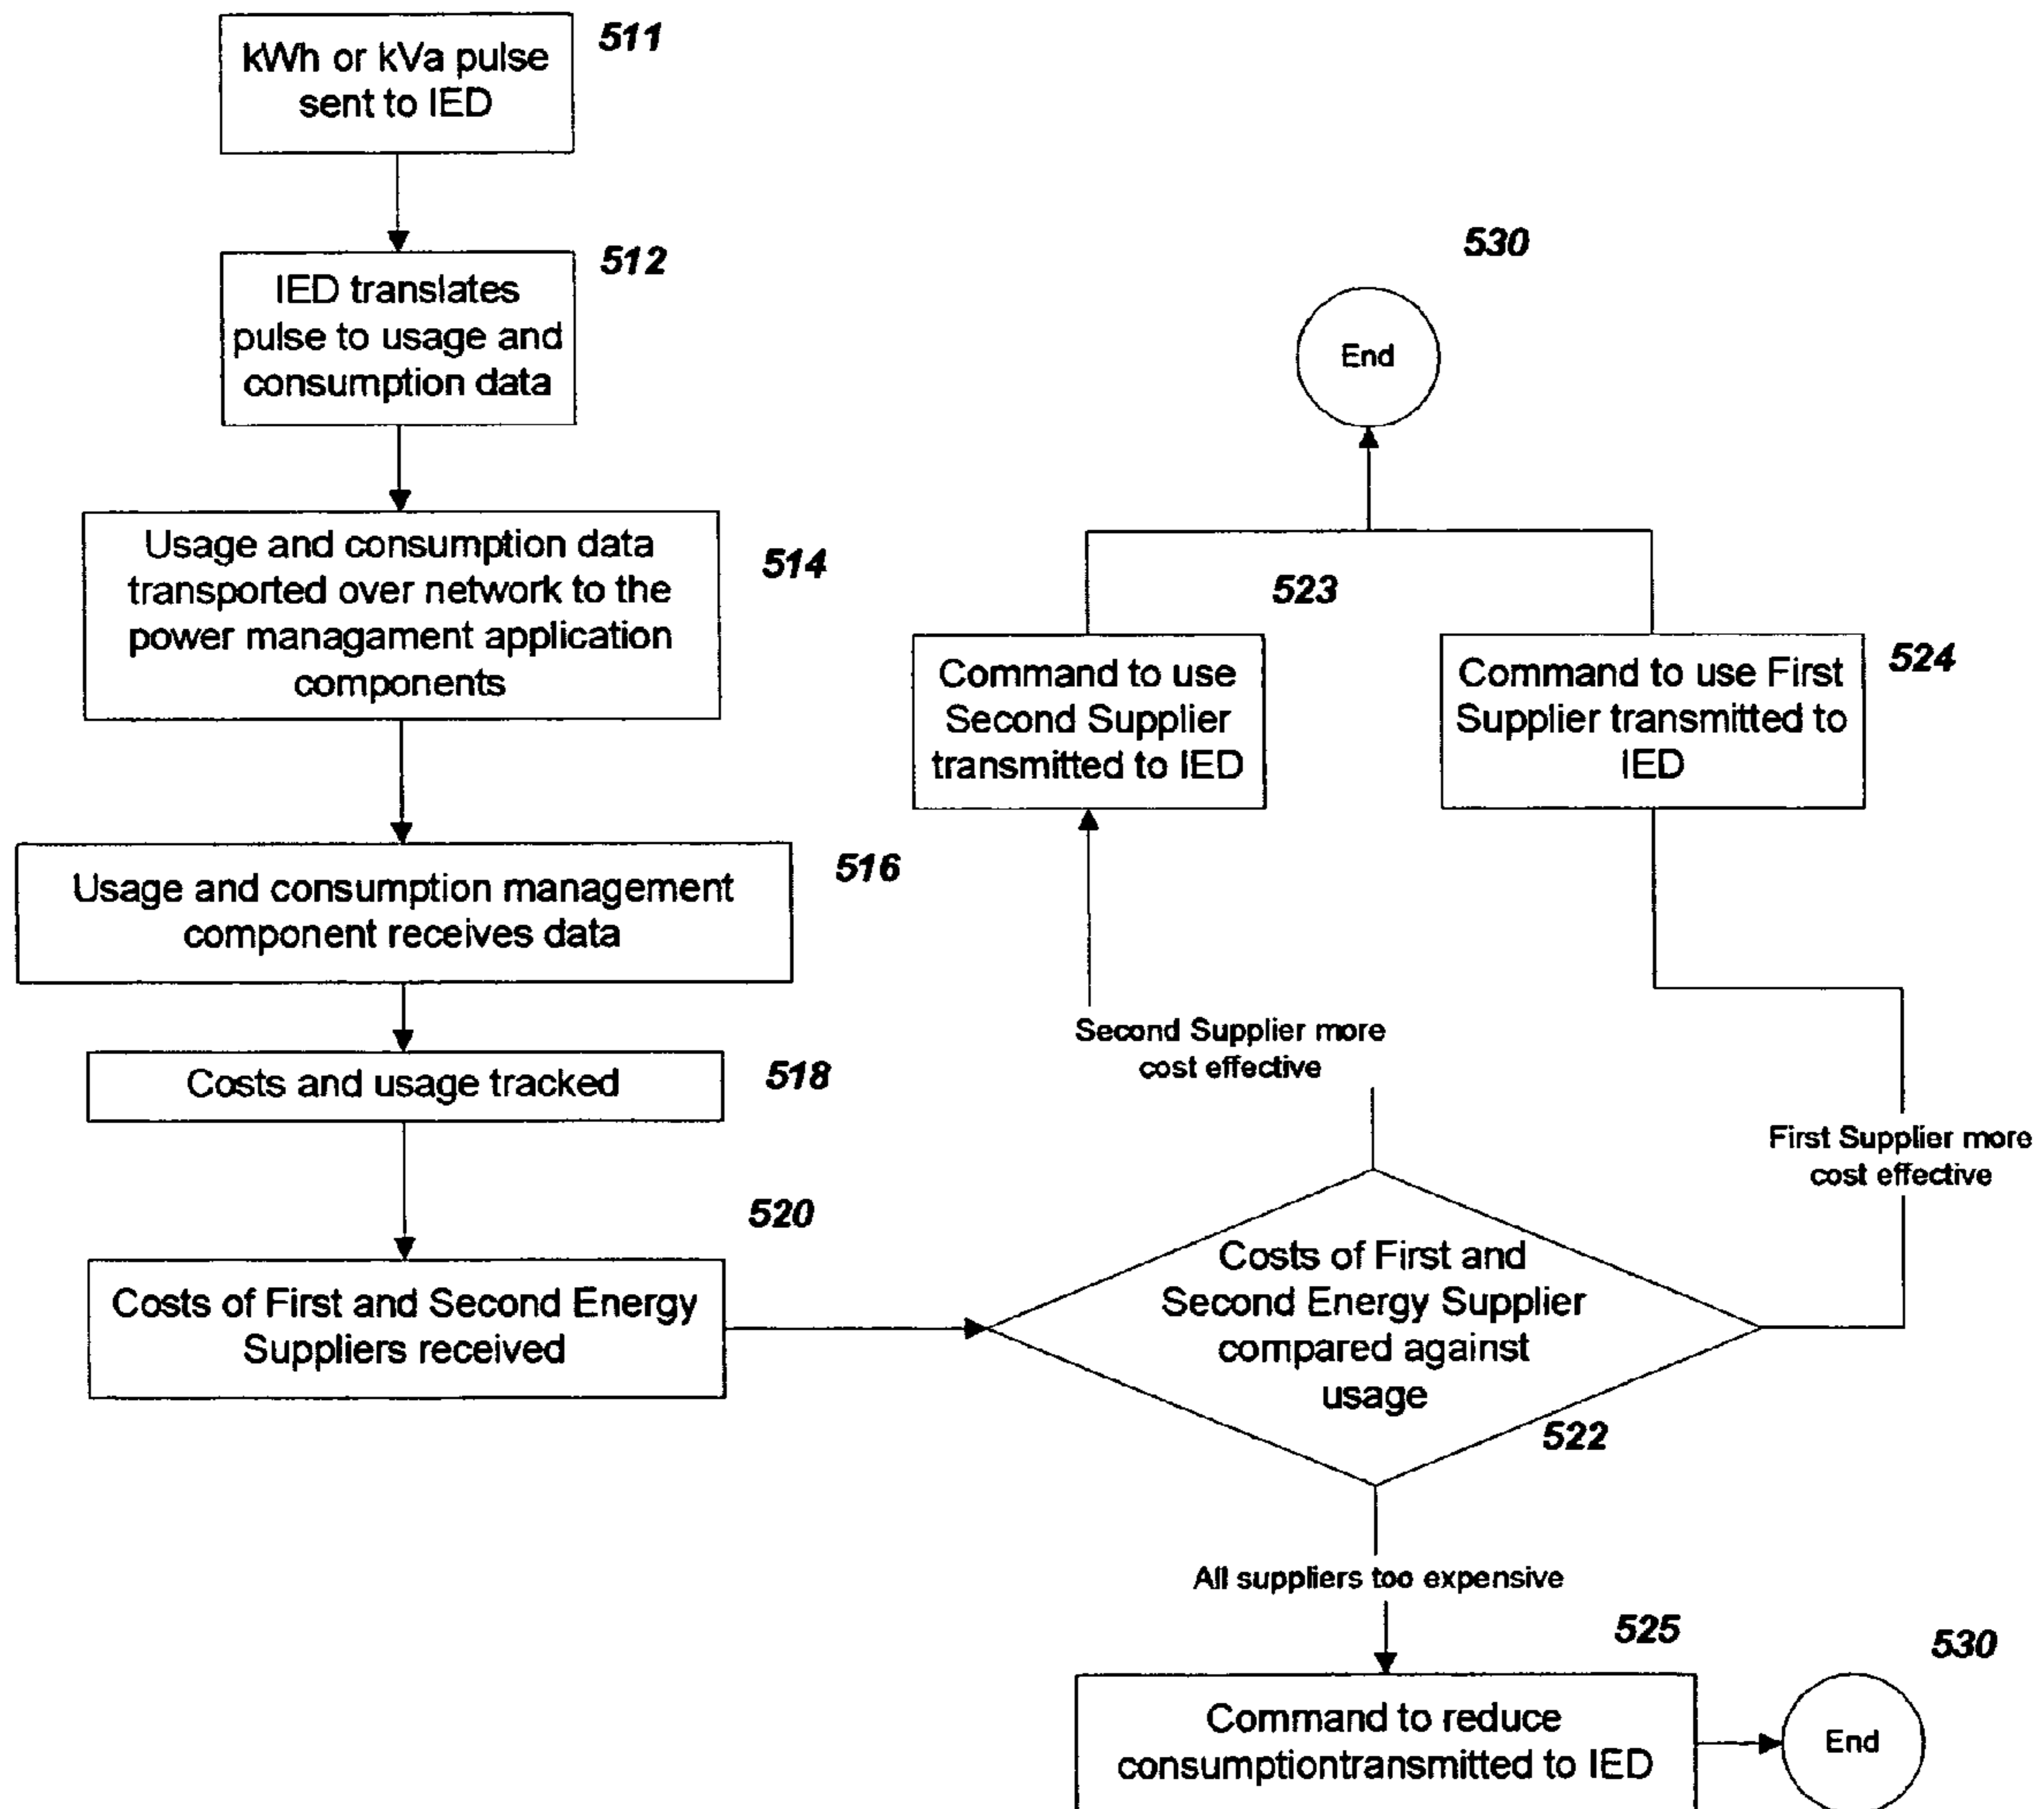 511
kWh or kVa pulse
sent to IED
512
IED translates
pulse to usage and
consumption data
514
Usage and consumption data
transported over network to the
power managament application
components
516
Usage and consumption management
component receives data
518
Costs and usage tracked
520
Costs of First and Second Energy
Suppliers received
Costs of First and
Second Energy Supplier
compared against
usage
522
Second Supplier more
cost effective
523
Command to use
Second Supplier
transmitted to IED
First Supplier more
cost effective
524
Command to use First
Supplier transmitted to
IED
530
End
All suppliers too expensive
525
Command to reduce
consumptiontransmitted to IED
530
End